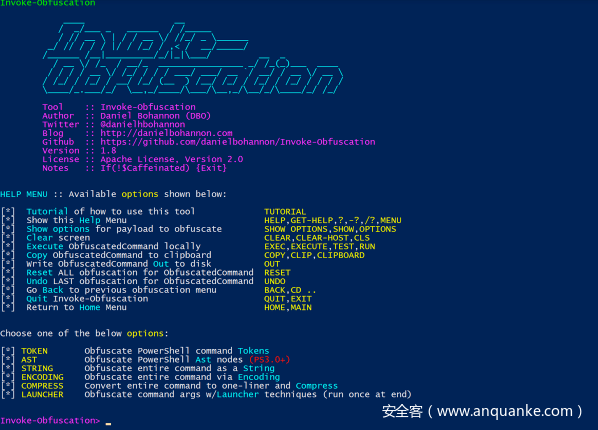 Invoke-Obfuscation
Invoke-
Obfuscation
Tool :: Invoke-Obfuscation
Author :: Daniel Bohannon (DBO)
Twitter :: @danielhbohannon
Blog :: http://danielbohannon.com
Github :: https://github.com/danielbohannon/Invoke-Obfuscation
Version :: 1.8
License :: Apache License, Version 2.0
Notes :: If(!$Caffeinated) {Exit}
HELP MENU :: Available options shown below:
[*] Tutorial of how to use this tool TUTORIAL
[*] Show this Help Menu HELP,GET-HELP,?,-?,/?,MENU
[*] Show options for payload to obfuscate SHOW OPTIONS,SHOW,OPTIONS
[*] Clear screen CLEAR,CLEAR-HOST,CLS
[*] Execute ObfuscatedCommand locally EXEC,EXECUTE,TEST,RUN
[*] Copy ObfuscatedCommand to clipboard COPY,CLIP,CLIPBOARD
[*] Write ObfuscatedCommand Out to disk OUT
[*] Reset ALL obfuscation for ObfuscatedCommand RESET
[*] Undo LAST obfuscation for ObfuscatedCommand UNDO
[*] Go Back to previous obfuscation menu BACK,CD ..
[*] Quit Invoke-Obfuscation QUIT,EXIT
[*] Return to Home Menu HOME,MAIN
Choose one of the below options:
[*] TOKEN Obfuscate PowerShell command Tokens
[*] AST Obfuscate PowerShell Ast nodes (PS3.0+)
[*] STRING Obfuscate entire command as a String
[*] ENCODING Obfuscate entire command via Encoding
[*] COMPRESS Convert entire command to one-liner and Compress
[*] LAUNCHER Obfuscate command args w/Launcher techniques (run once at end)
Invoke-Obfuscation>
安全客（www.anquanke.com）